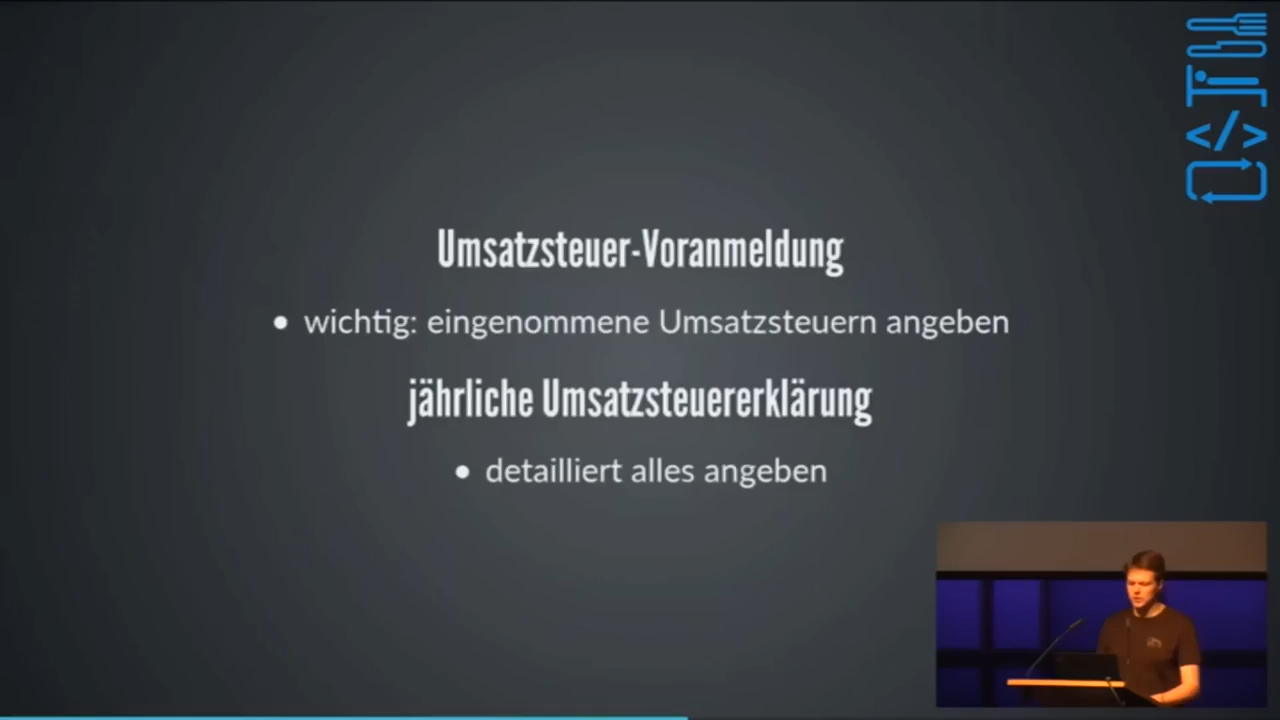 Umsatzsteuer-Voranmeldung
• wichtig: eingenommene Umsatzsteuern angeben
jährliche Umsatzsteuererklärung
• detailliert alles angeben